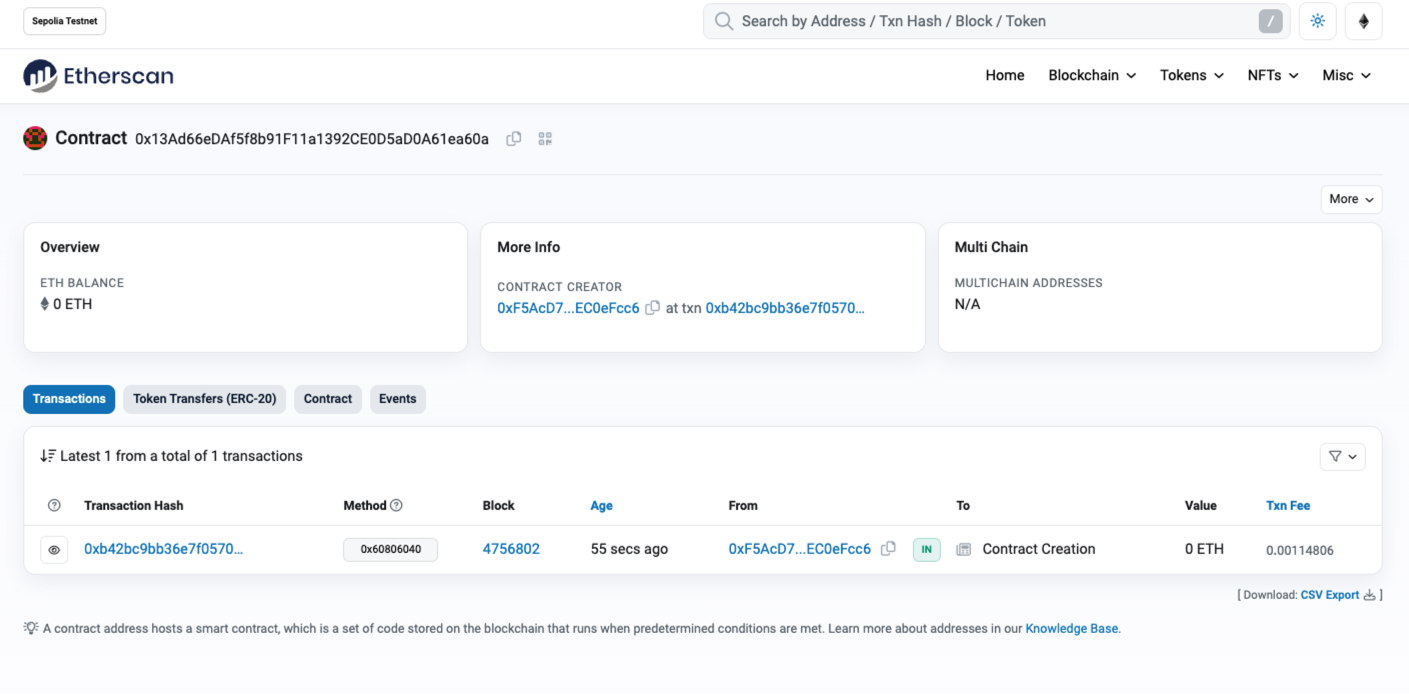 Sepolia Testnet
Search by Address / Txn Hash / Block / Token /
Etherscan
Home Blockchain Tokens NFTs Misc
Contract 0x13Ad66eDAf5f8b91F11a1392CE0D5aD0A61ea60a
More
Overview
ETH BALANCE
0 ETH
More Info
CONTRACT CREATOR
0xF5AcD7...EC0eFcc6 at txn 0xb42bc9bb36e7f0570...
Multi Chain
MULTICHAIN ADDRESSES
N/A
Transactions Token Transfers (ERC-20) Contract Events
Latest 1 from a total of 1 transactions
Transaction Hash Method Block Age From To Value Txn Fee
0xb42bc9bb36e7f0570... 0x60806040 4756802 55 secs ago 0xF5AcD7...EC0eFcc6 IN Contract Creation 0 ETH 0.00114806
[ Download: CSV Export ]
A contract address hosts a smart contract, which is a set of code stored on the blockchain that runs when predetermined conditions are met. Learn more about addresses in our Knowledge Base.